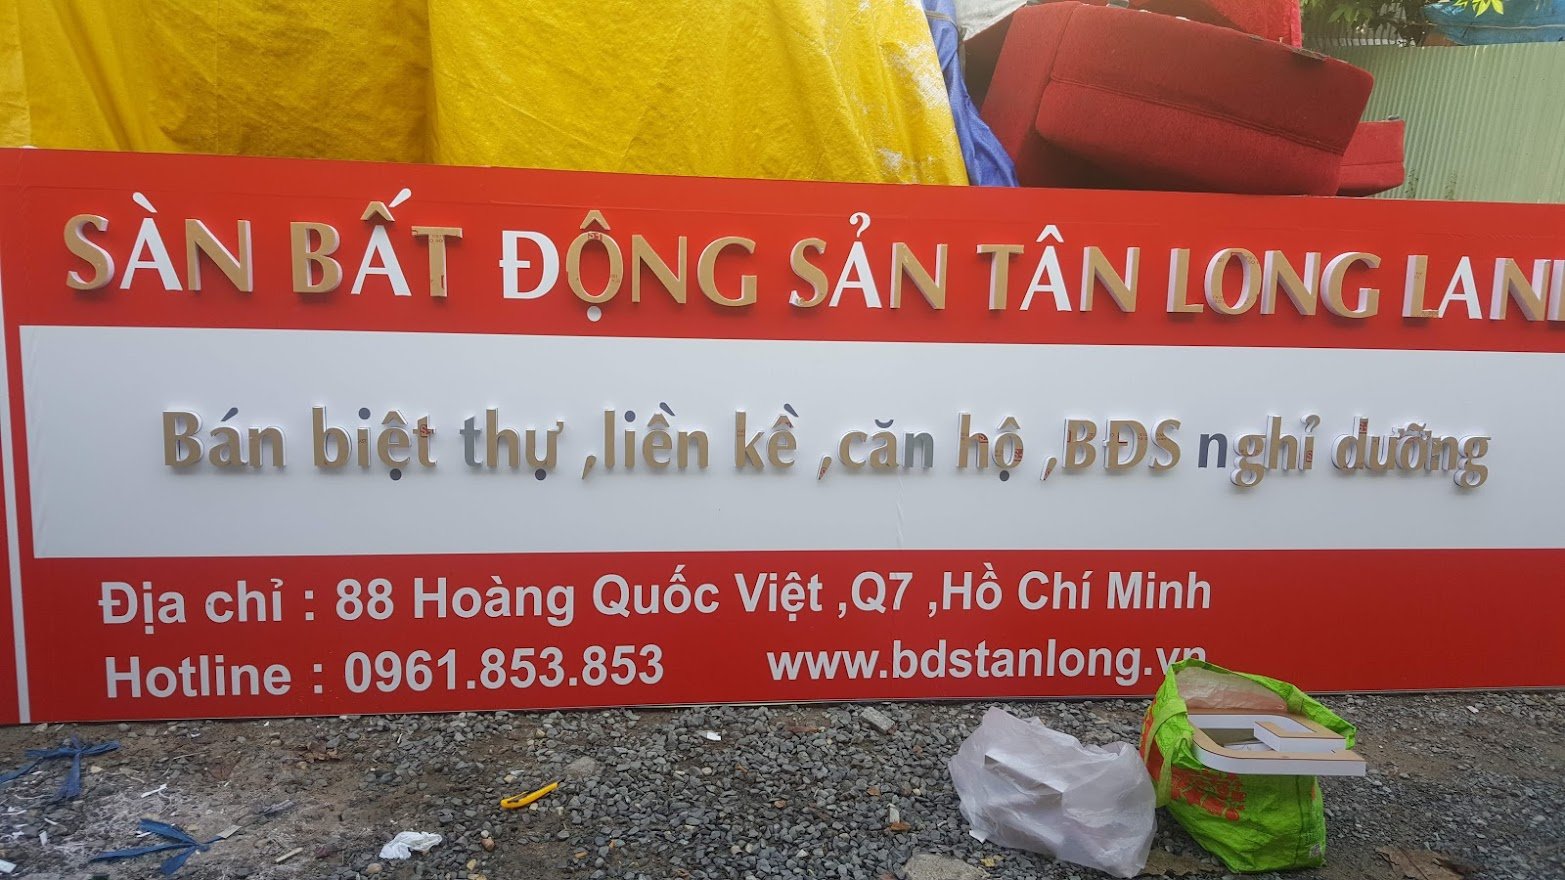 SÀN BẤT ĐỘNG SẢN TÂN LONG LAND
Bán biệt thự ,liền kề ,căn hộ ,BĐS nghỉ dưỡng
Địa chỉ : 88 Hoàng Quốc Việt ,Q7 ,Hồ Chí Minh
Hotline : 0961.853.853 www.bdstanlong.vn